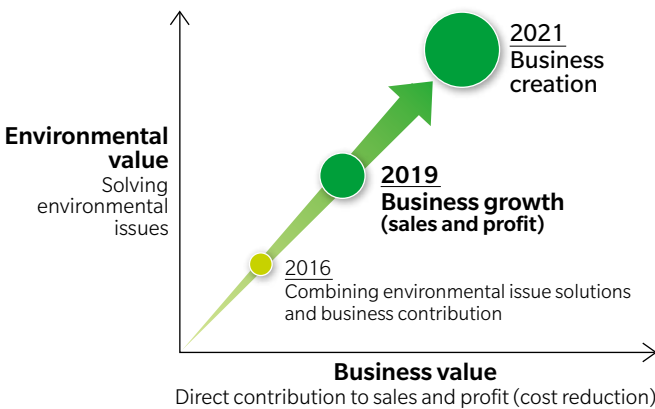 2021
Business
creation
Environmental
value
Solving
environmental
issues
2019
Business growth
(sales and profit)
2016
Combining environmental issue solutions
and business contribution
Business value
Direct contribution to sales and profit (cost reduction)